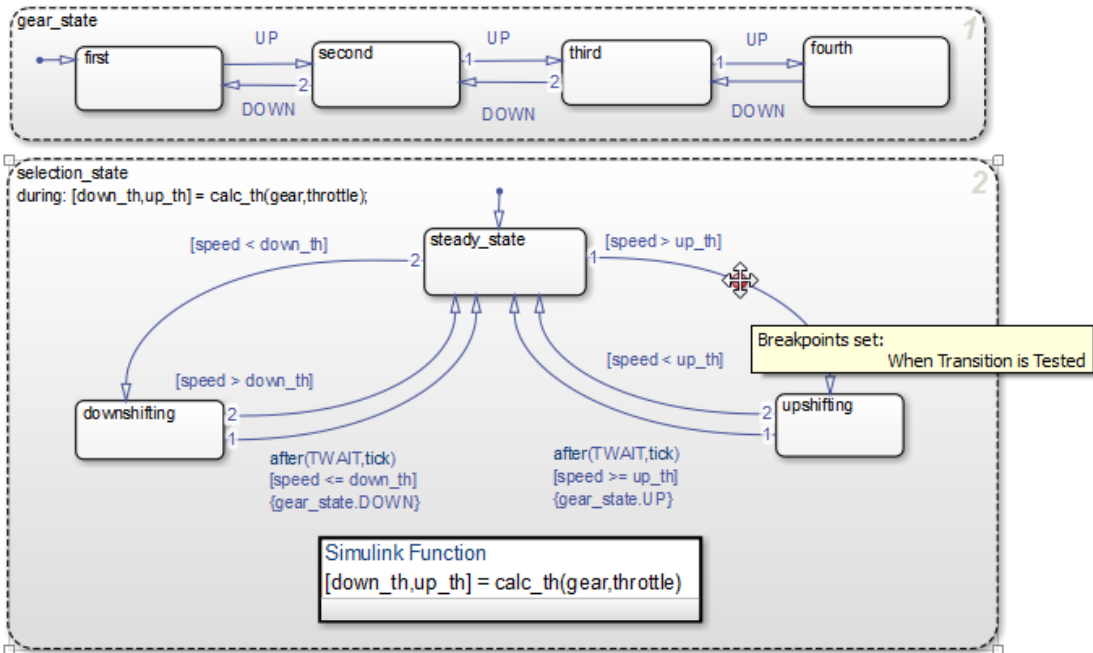 gear_state
1
first
UP
second
1
UP
third
1
UP
fourth
2
DOWN
2
DOWN
DOWN
selection_state
2
during: [down_th,up_th] = calc_th(gear,throttle);
[speed < down_th]
2
steady_state
1
[speed > up_th]
Breakpoints set:
When Transition is Tested
[speed > down_th]
[speed < up_th]
downshifting
2
1
2
1
upshifting
after(TWAIT,tick)
[speed <= down_th]
{gear_state.DOWN}
after(TWAIT,tick)
[speed >= up_th]
{gear_state.UP}
Simulink Function
[down_th,up_th] = calc_th(gear,throttle)